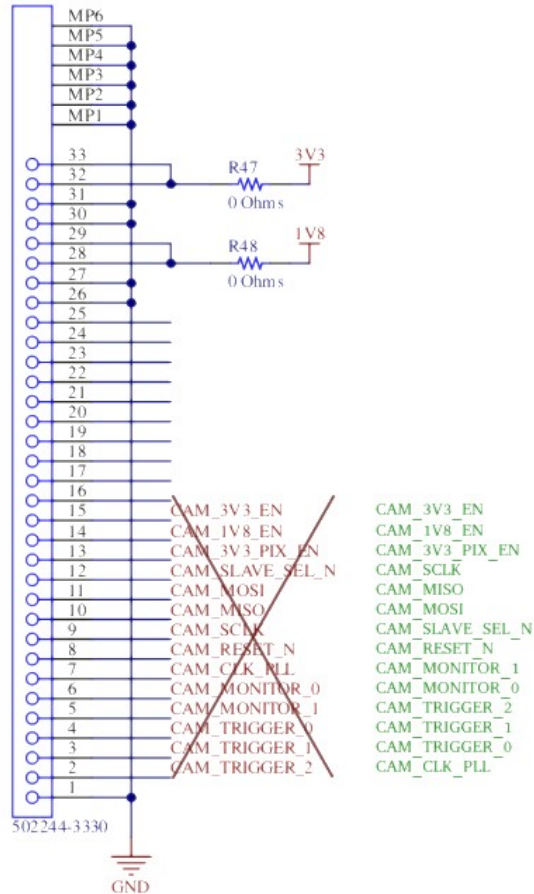 MP6
MP5
MP4
MP3
MP2
MP1
33
32
31
30
29
28
27
26
25
24
23
22
21
20
19
18
17
16
15
14
13
12
11
10
9
8
7
6
5
4
3
2
1
R47
0 Ohms
3V3
R48
0 Ohms
1V8
CAM_3V3_EN
CAM_1V8_EN
CAM_3V3_PIX_EN
CAM_SLAVE_SEL_N
CAM_MOSI
CAM_MISO
CAM_SCLK
CAM_RESET_N
CAM_CLK_PLL
CAM_MONITOR_0
CAM_MONITOR_1
CAM_TRIGGER_0
CAM_TRIGGER_1
CAM_TRIGGER_2
CAM_3V3_EN
CAM_1V8_EN
CAM_3V3_PIX_EN
CAM_SCLK
CAM_MISO
CAM_MOSI
CAM_SLAVE_SEL_N
CAM_RESET_N
CAM_MONITOR_1
CAM_MONITOR_0
CAM_TRIGGER_2
CAM_TRIGGER_1
CAM_TRIGGER_0
CAM_CLK_PLL
502244-3330
GND